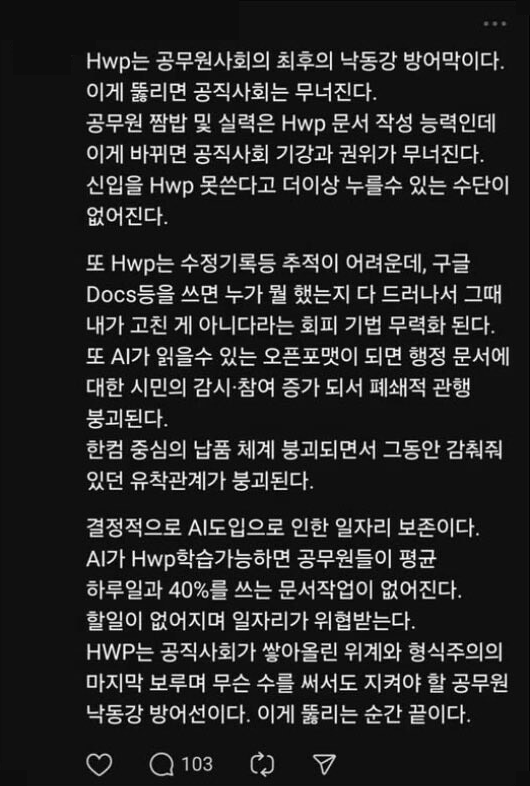 Hwp는 공무원사회의 최후의 낙동강 방어막이다.
이게 뚫리면 공직사회는 무너진다.
공무원 짬밥 및 실력은 Hwp 문서 작성 능력인데
이게 바뀌면 공직사회 기강과 권위가 무너진다.
신입을 Hwp 못쓴다고 더이상 누를수 있는 수단이
없어진다.
또 Hwp는 수정기록등 추적이 어려운데, 구글
Docs등을 쓰면 누가 뭘 했는지 다 드러나서 그때
내가 고친 게 아니다라는 회피 기법 무력화 된다.
또 AI가 읽을수 있는 오픈포맷이 되면 행정 문서에
대한 시민의 감시·참여 증가 되서 폐쇄적 관행
붕괴된다.
한컴 중심의 납품 체계 붕괴되면서 그동안 감춰줘
있던 유착관계가 붕괴된다.
결정적으로 AI도입으로 인한 일자리 보존이다.
AI가 Hwp학습가능하면 공무원들이 평균
하루일과 40%를 쓰는 문서작업이 없어진다.
할일이 없어지며 일자리가 위협받는다.
HWP는 공직사회가 쌓아올린 위계와 형식주의의
마지막 보루며 무슨 수를 써서도 지켜야 할 공무원
낙동강 방어선이다. 이게 뚫리는 순간 끝이다.
103